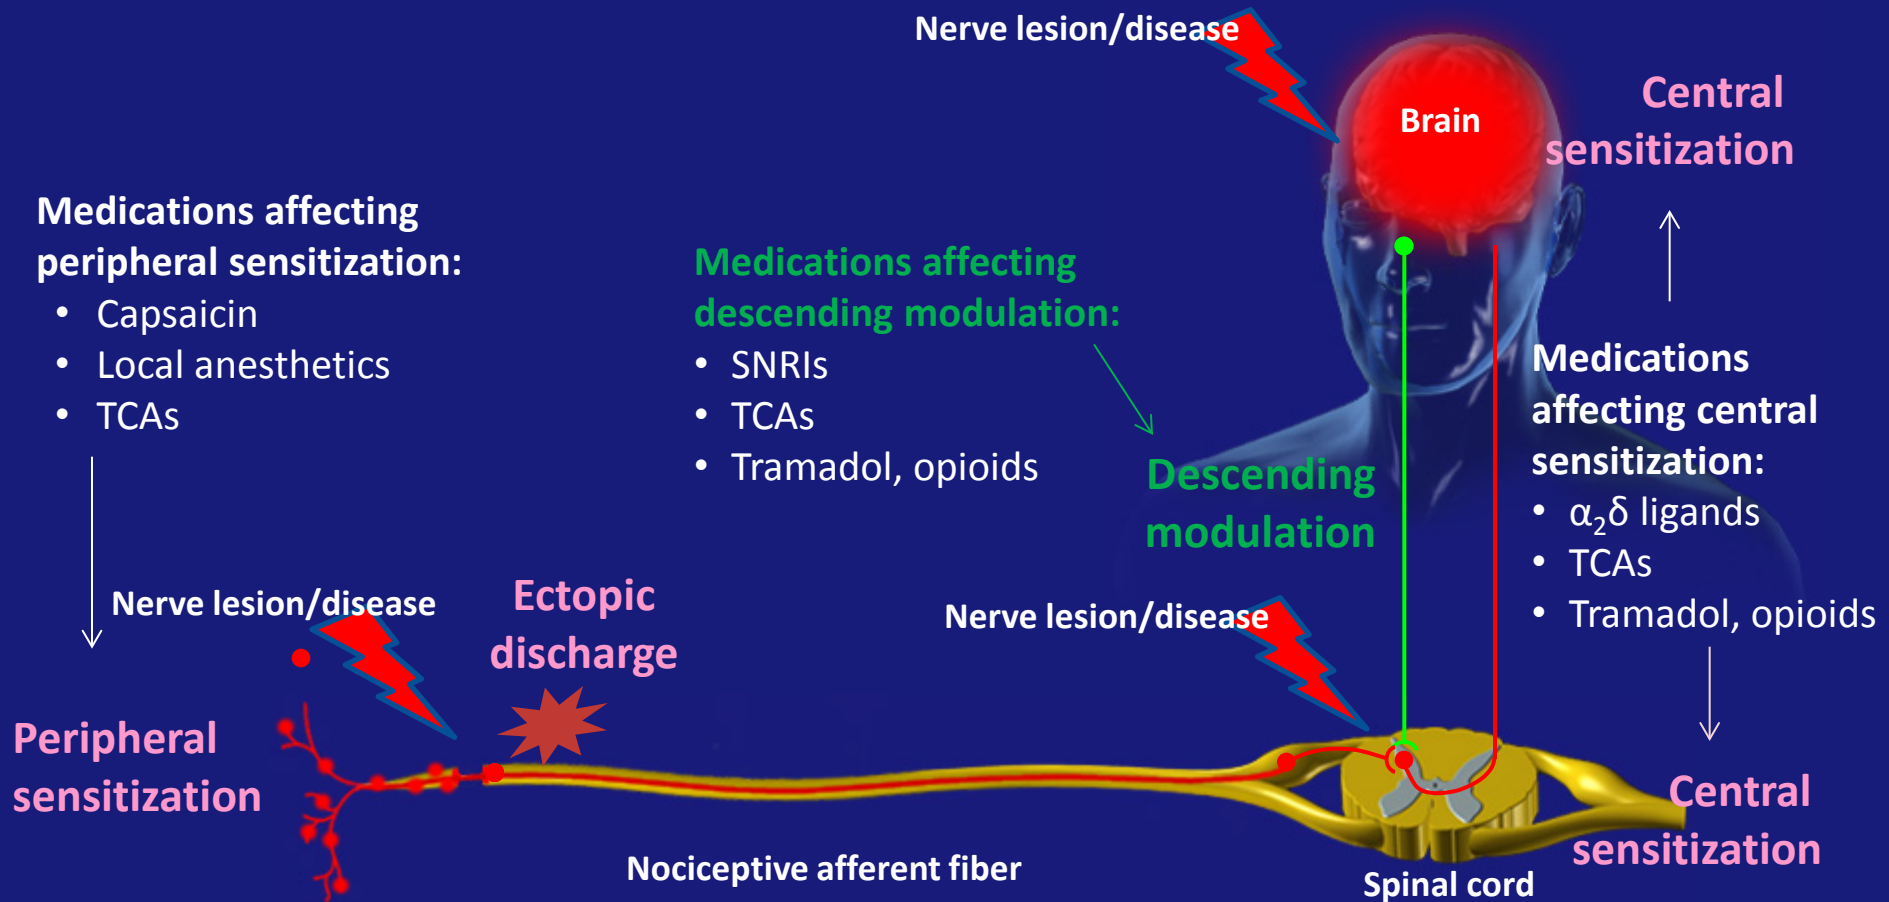 Nerve lesion/disease
Brain
Central
sensitization
Medications affecting
peripheral sensitization:
• Capsaicin
• Local anesthetics
• TCAs
Medications affecting
descending modulation:
• SNRIs
• TCAs
• Tramadol, opioids
Descending
modulation
Medications
affecting central
sensitization:
• α₂δ ligands
• TCAs
• Tramadol, opioids
Nerve lesion/disease
Ectopic
discharge
Nerve lesion/disease
Peripheral
sensitization
Central
sensitization
Nociceptive afferent fiber
Spinal cord